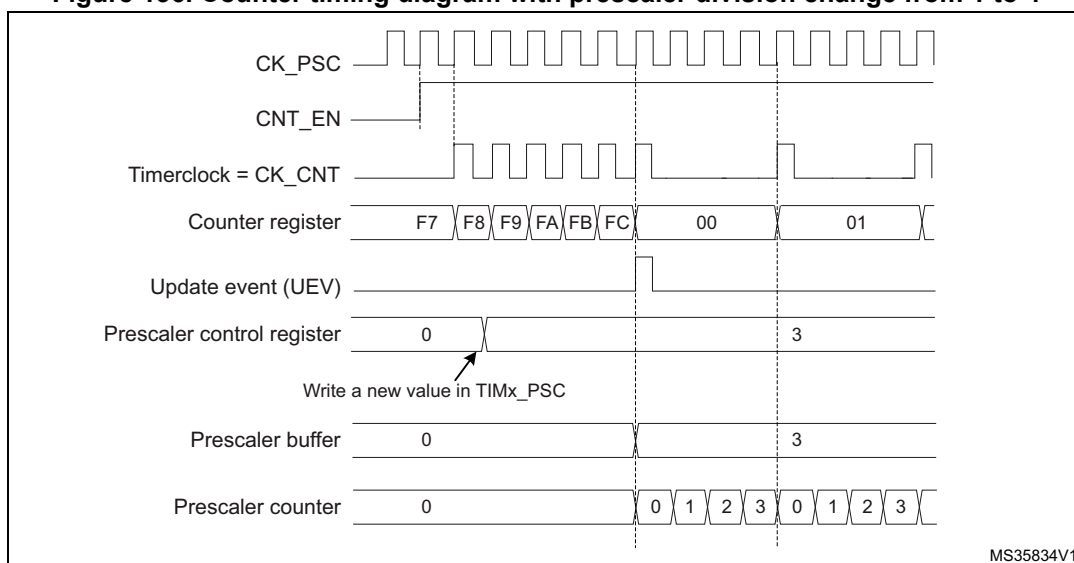 CK_PSC
CNT_EN
Timerclock = CK_CNT
Counter register F7 F8 F9 FA FB FC 00 01
Update event (UEV)
Prescaler control register 0 3
Write a new value in TIMx_PSC
Prescaler buffer 0 3
Prescaler counter 0 0 1 2 3 0 1 2 3
MS35834V1